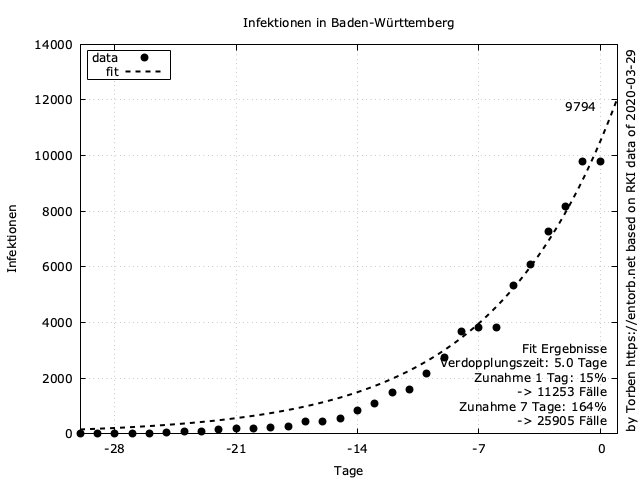 Infektionen in Baden-Württemberg
14000
12000
10000
8000
6000
4000
2000
0
data
fit
9794
Fit Ergebnisse
Verdopplungszeit: 5.0 Tage
Zunahme 1 Tag: 15%
-> 11253 Fälle
Zunahme 7 Tage: 164%
-> 25905 Fälle
-28
-21
-14
-7
0
Tage
Infektionen
by Torben https://entorb.net based on RKI data of 2020-03-29